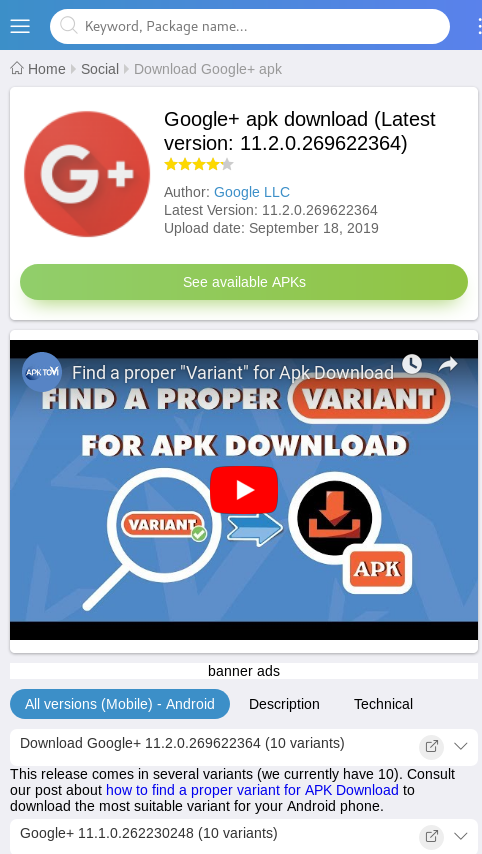 Keyword, Package name...
Home Social Download Google+ apk
G+
Google+ apk download (Latest
version: 11.2.0.269622364)
Author: Google LLC
Latest Version: 11.2.0.269622364
Upload date: September 18, 2019
See available APKs
Find a proper "Variant" for Apk Download
FIND A PROPER VARIANT
FOR APK DOWNLOAD
VARIANT
APK
banner ads
All versions (Mobile) - Android Description Technical
Download Google+ 11.2.0.269622364 (10 variants)
This release comes in several variants (we currently have 10). Consult
our post about how to find a proper variant for APK Download to
download the most suitable variant for your Android phone.
Google+ 11.1.0.262230248 (10 variants)